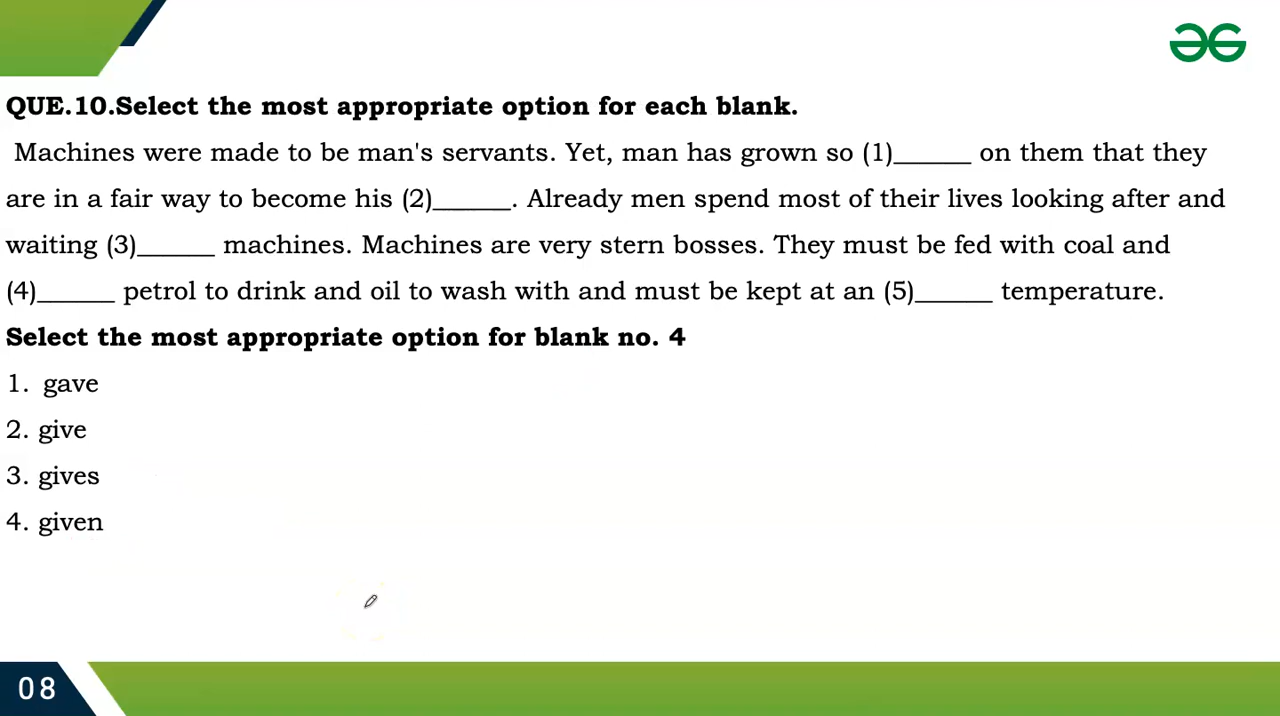 QUE.10.Select the most appropriate option for each blank.
Machines were made to be man's servants. Yet, man has grown so (1)______ on them that they
are in a fair way to become his (2)______. Already men spend most of their lives looking after and
waiting (3)______ machines. Machines are very stern bosses. They must be fed with coal and
(4)______ petrol to drink and oil to wash with and must be kept at an (5)______ temperature.
Select the most appropriate option for blank no. 4
1. gave
2. give
3. gives
4. given
08